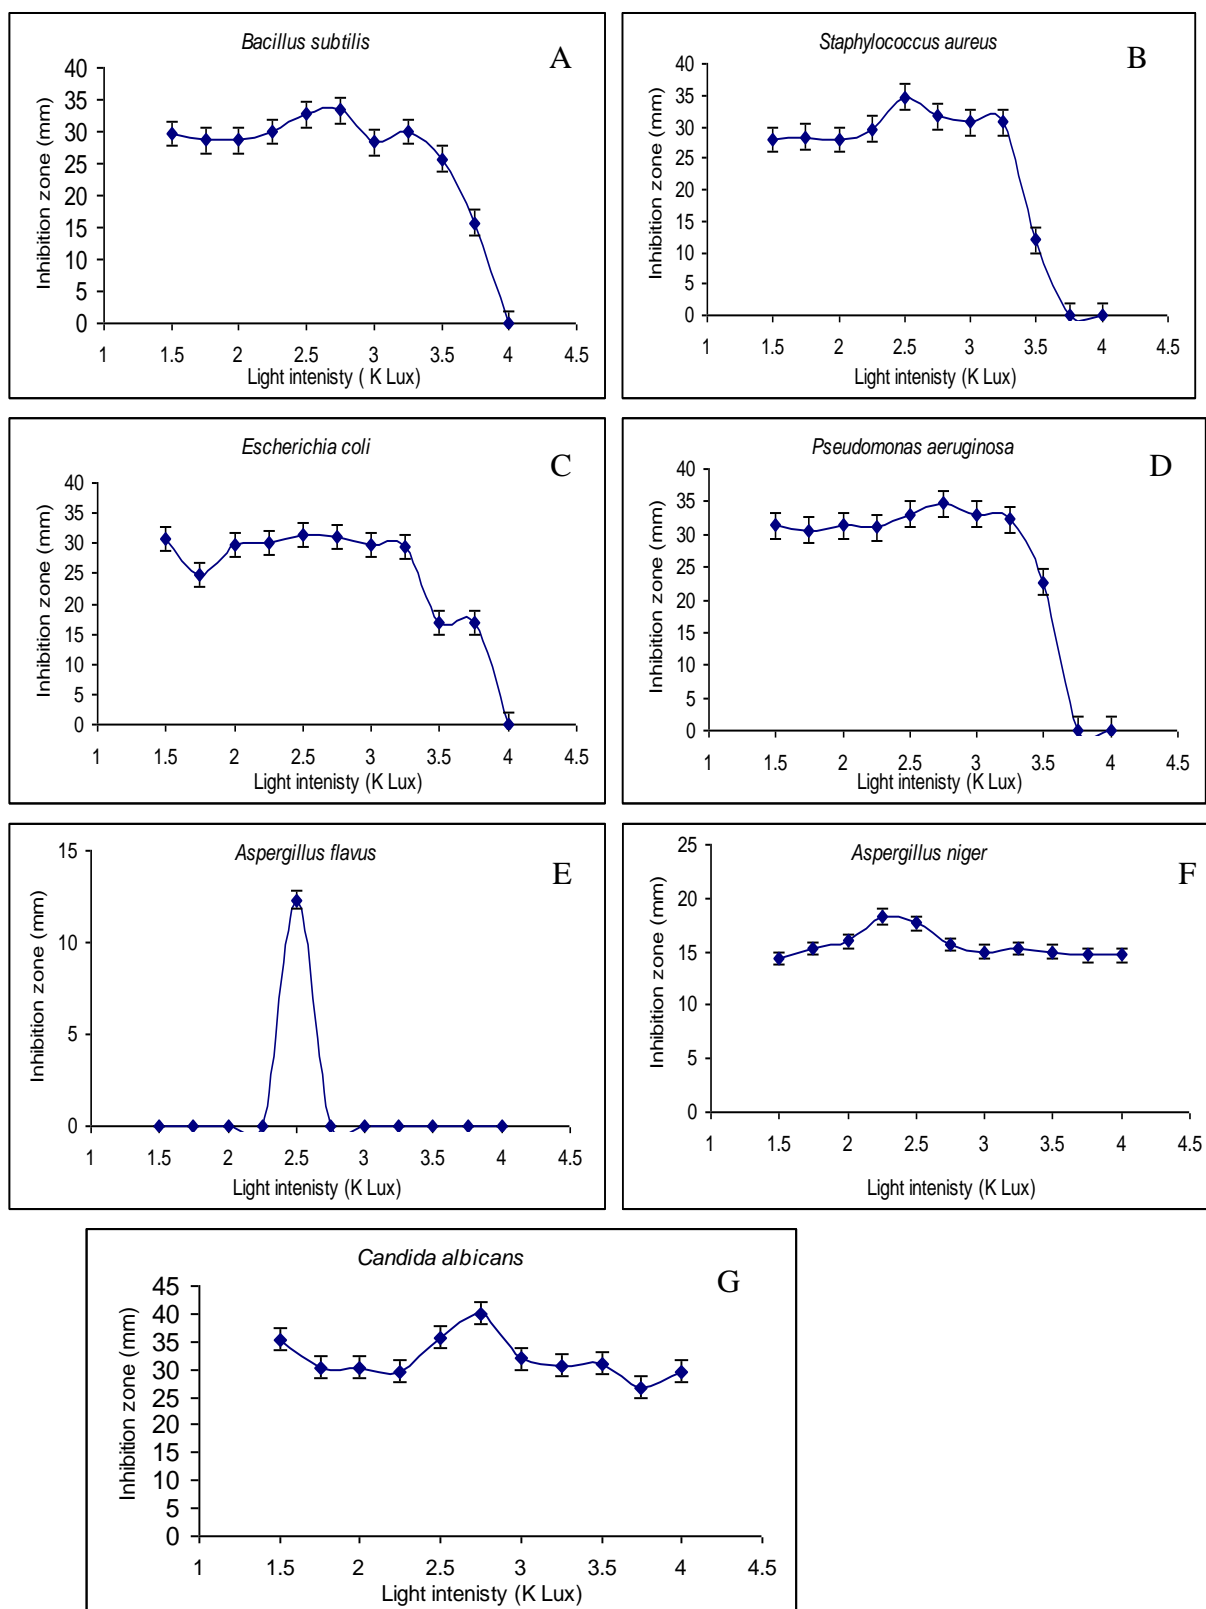 Bacillus subtilis
A
Inhibition zone (mm)
40
35
30
25
20
15
10
5
0
1 1.5 2 2.5 3 3.5 4 4.5
Light intenisty ( K Lux)
Staphylococcus aureus
B
Inhibition zone (mm)
40
35
30
25
20
15
10
5
0
1 1.5 2 2.5 3 3.5 4 4.5
Light intenisty (K Lux)
Escherichia coli
C
Inhibition zone (mm)
40
35
30
25
20
15
10
5
0
1 1.5 2 2.5 3 3.5 4 4.5
Light intenisty (K Lux)
Pseudomonas aeruginosa
D
Inhibition zone (mm)
40
35
30
25
20
15
10
5
0
1 1.5 2 2.5 3 3.5 4 4.5
Light intenisty (K Lux)
Aspergillus flavus
E
Inhibition zone (mm)
15
10
5
0
1 1.5 2 2.5 3 3.5 4 4.5
Light intenisty (K Lux)
Aspergillus niger
F
Inhibition zone (mm)
25
20
15
10
5
0
1 1.5 2 2.5 3 3.5 4 4.5
Light intenisty (K Lux)
Candida albicans
G
Inhibition zone (mm)
45
40
35
30
25
20
15
10
5
0
1 1.5 2 2.5 3 3.5 4 4.5
Light intenisty (K Lux)